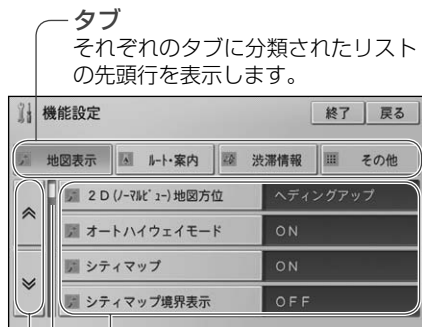 タブ
それぞれのタブに分類されたリスト
の先頭行を表示します。
機能設定 終了 戻る
地図表示 ﾙｰﾄ･案内 渋滞情報 その他
２Ｄ(ﾉｰﾏﾙﾋﾞｭｰ)地図方位 ヘディングアップ
オートハイウェイモード ON
シティマップ ON
シティマップ境界表示 OFF